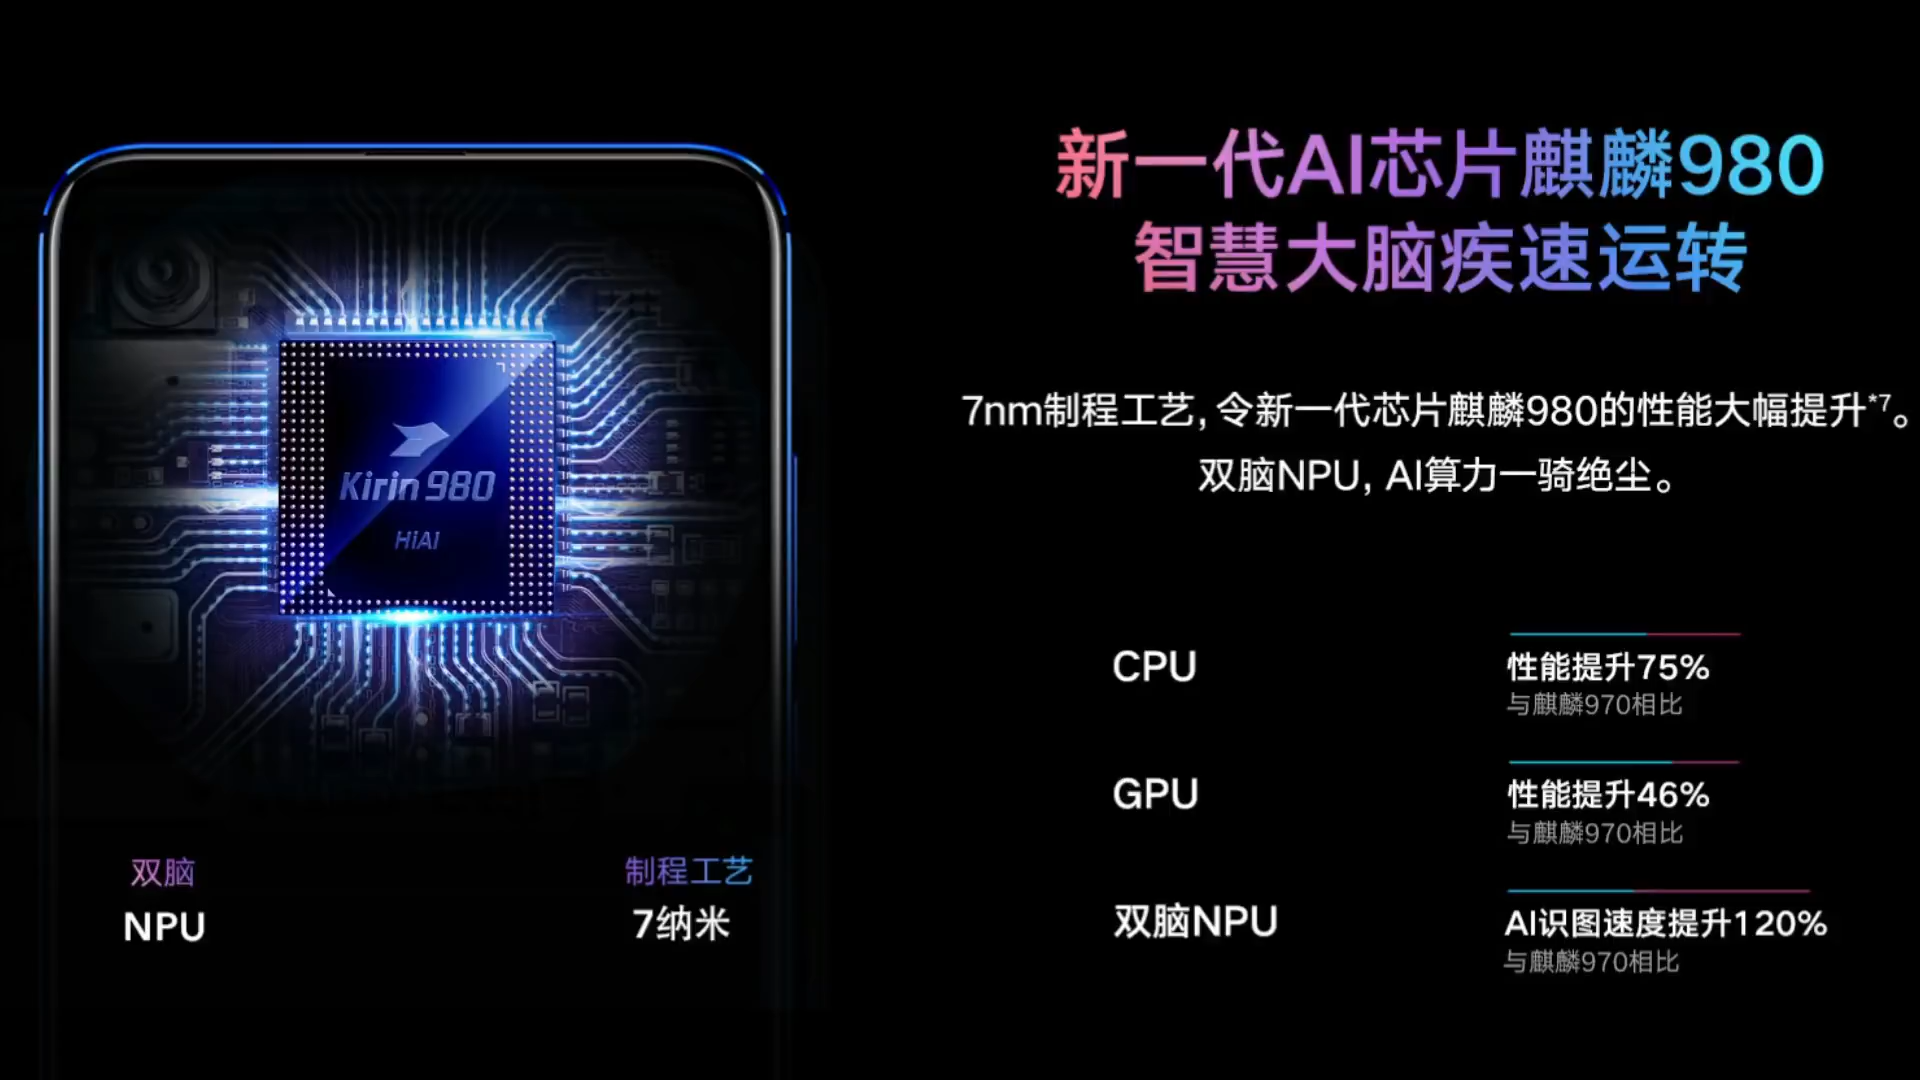 新一代AI芯片麒麟980
智慧大脑疾速运转
7nm制程工艺, 令新一代芯片麒麟980的性能大幅提升*7。
双脑NPU, AI算力一骑绝尘。
Kirin 980
HiAI
CPU
性能提升75%
与麒麟970相比
GPU
性能提升46%
与麒麟970相比
双脑NPU
AI识图速度提升120%
与麒麟970相比
双脑
NPU
制程工艺
7纳米